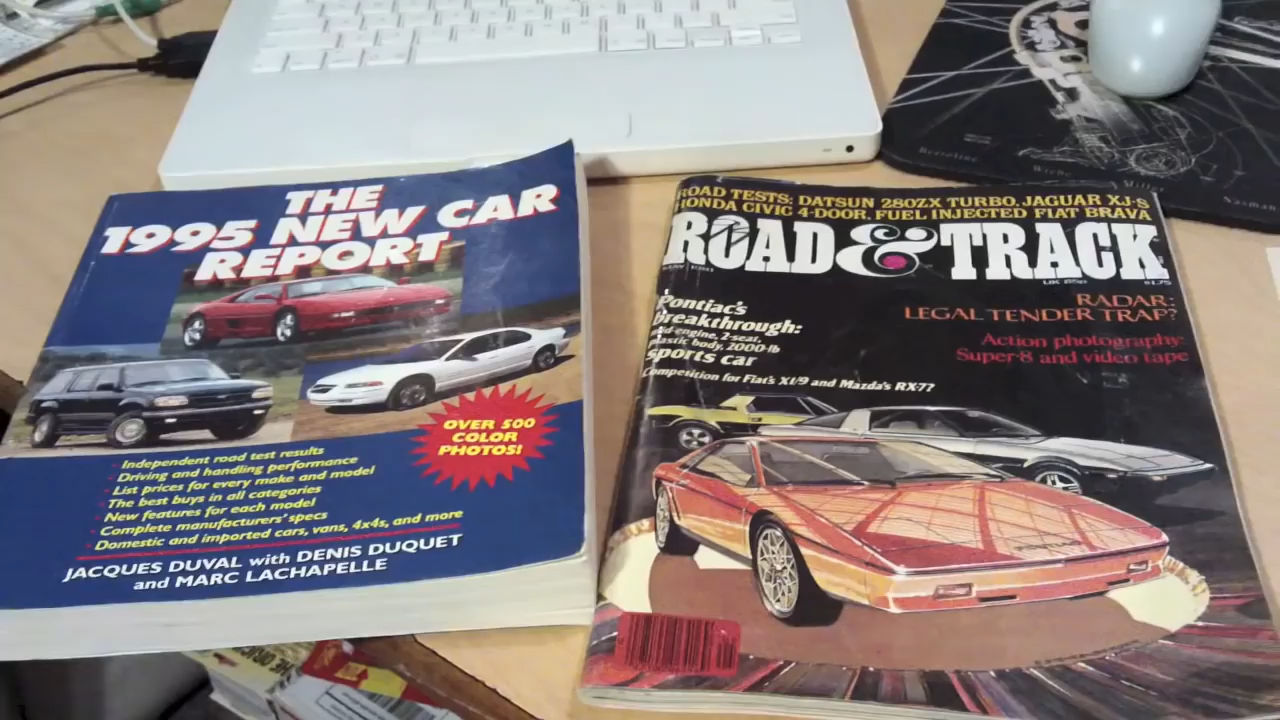 THE
1995 NEW CAR
REPORT
OVER 500
COLOR
PHOTOS!
Independent road test results
Driving and handling performance
List prices for every make and model
The best buys in all categories
New features for each model
Complete manufacturers' specs
Domestic and imported cars, vans, 4x4s, and more
JACQUES DUVAL with DENIS DUQUET
and MARC LACHAPELLE
ROAD TESTS: DATSUN 280ZX TURBO, JAGUAR XJ-S
HONDA CIVIC 4-DOOR, FUEL INJECTED FIAT BRAVA
ROAD & TRACK
$1.75
Pontiac's
breakthrough:
mid-engine, 2-seat,
plastic body, 2000-lb
sports car
Competition for Fiat's X1/9 and Mazda's RX-7?
RADAR:
LEGAL TENDER TRAP?
Action photography:
Super-8 and video tape